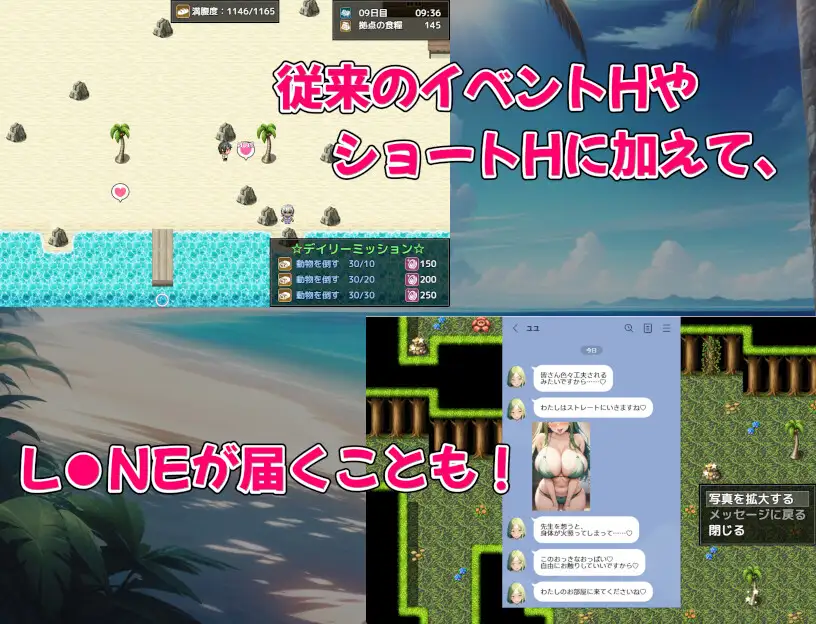 満腹度：1146/1165
09日目 09:36
拠点の食糧 145
従来のイベントHや
ショートHに加えて、
☆デイリーミッション☆
動物を倒す 30/10 150
動物を倒す 30/20 200
動物を倒す 30/30 250
L●NEが届くことも！
ユユ
今日
皆さん色々工夫される
みたいですから……♡
わたしはストレートにいきますね♡
先生を想うと、
身体が火照ってしまって……♡
このおっきなおっぱい♡
自由にお触りしていいですから♡
わたしのお部屋に来てくださいね♡
写真を拡大する
メッセージに戻る
閉じる